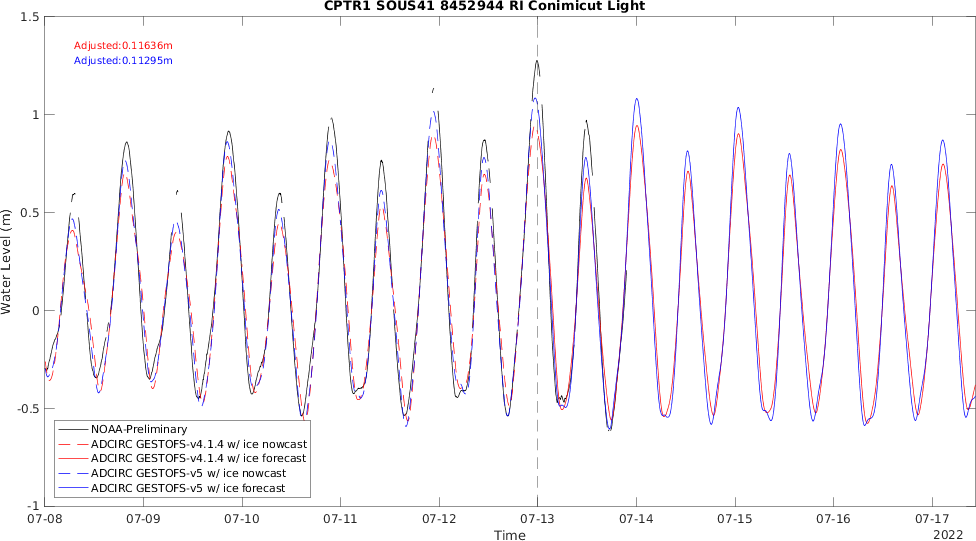 CPTR1 SOUS41 8452944 RI Conimicut Light
Adjusted:0.11636m
Adjusted:0.11295m
1.5
1
0.5
0
-0.5
-1
Water Level (m)
NOAA-Preliminary
ADCIRC GESTOFS-v4.1.4 w/ ice nowcast
ADCIRC GESTOFS-v4.1.4 w/ ice forecast
ADCIRC GESTOFS-v5 w/ ice nowcast
ADCIRC GESTOFS-v5 w/ ice forecast
07-08 07-09 07-10 07-11 07-12 07-13 07-14 07-15 07-16 07-17
Time
2022